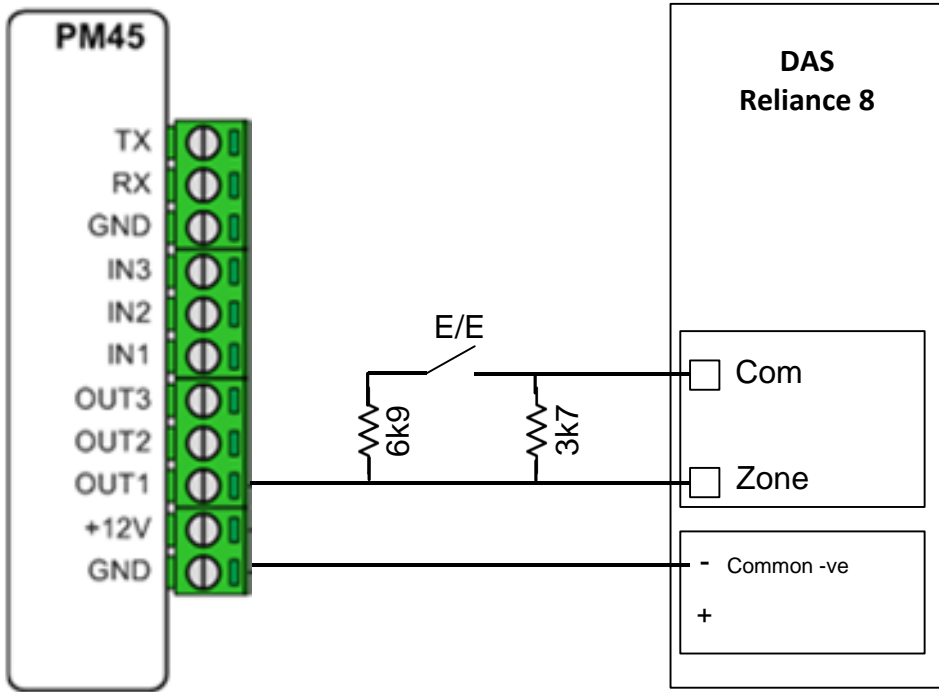 PM45
TX
RX
GND
IN3
IN2
IN1
OUT3
OUT2
OUT1
+12V
GND
E/E
6k9
3k7
DAS
Reliance 8
Com
Zone
- Common -ve
+